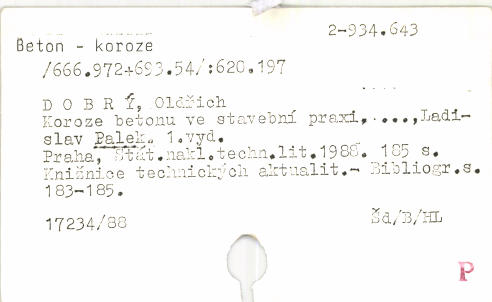 2-934.643
Beton - koroze
/666.972+693.54/:620.197
D O B R Ý, Oldřich
Koroze betonu ve stavební praxi,....,Ladi-
slav Palek. 1.vyd.
Praha, Stát.nakl.techn.lit.1988. 185 s.
Knižnice technických aktualit.- Bibliogr.s.
183-185.
17234/88 Šd/B/HL
P